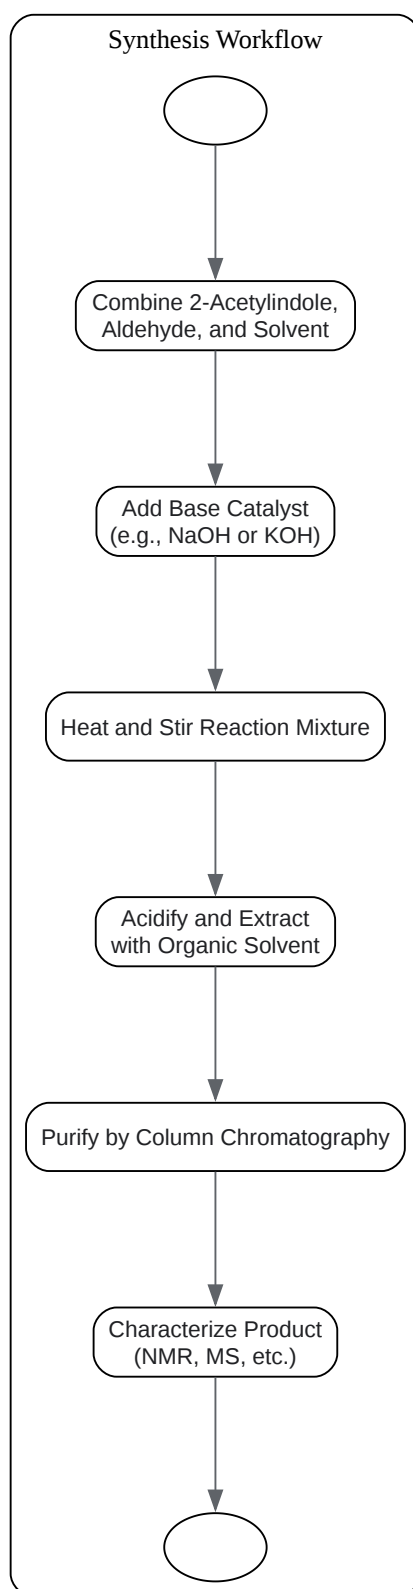 Synthesis Workflow
Combine 2-Acetylindole,
Aldehyde, and Solvent
Add Base Catalyst
(e.g., NaOH or KOH)
Heat and Stir Reaction Mixture
Acidify and Extract
with Organic Solvent
Purify by Column Chromatography
Characterize Product
(NMR, MS, etc.)